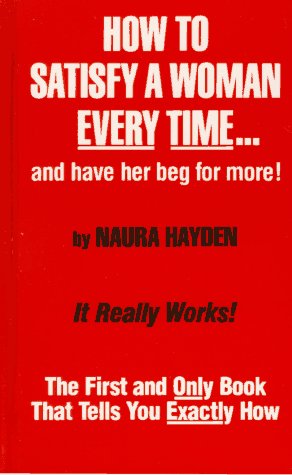 HOW TO
SATISFY A WOMAN
EVERY TIME...
and have her beg for more!
by NAURA HAYDEN
It Really Works!
The First and Only Book
That Tells You Exactly How